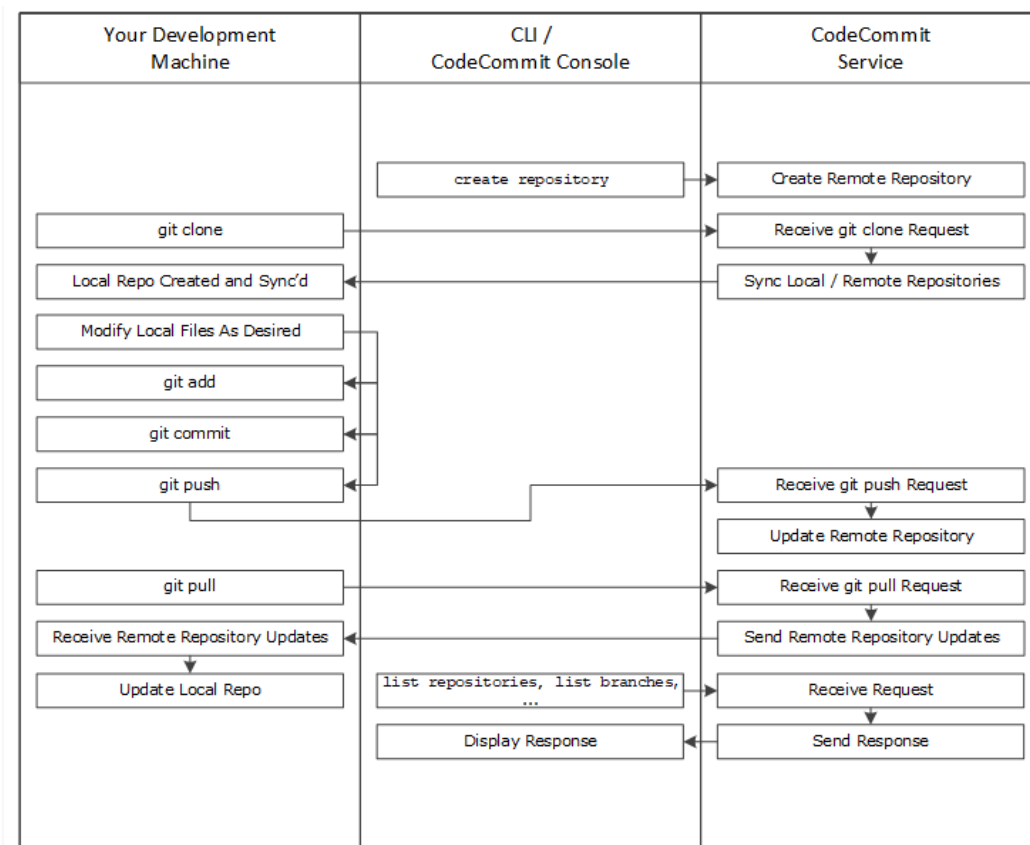 Your Development
Machine
CLI /
CodeCommit Console
CodeCommit
Service
create repository
Create Remote Repository
git clone
Receive git clone Request
Local Repo Created and Sync'd
Sync Local / Remote Repositories
Modify Local Files As Desired
git add
git commit
git push
Receive git push Request
Update Remote Repository
git pull
Receive git pull Request
Receive Remote Repository Updates
Send Remote Repository Updates
Update Local Repo
list repositories, list branches,
...
Receive Request
Display Response
Send Response